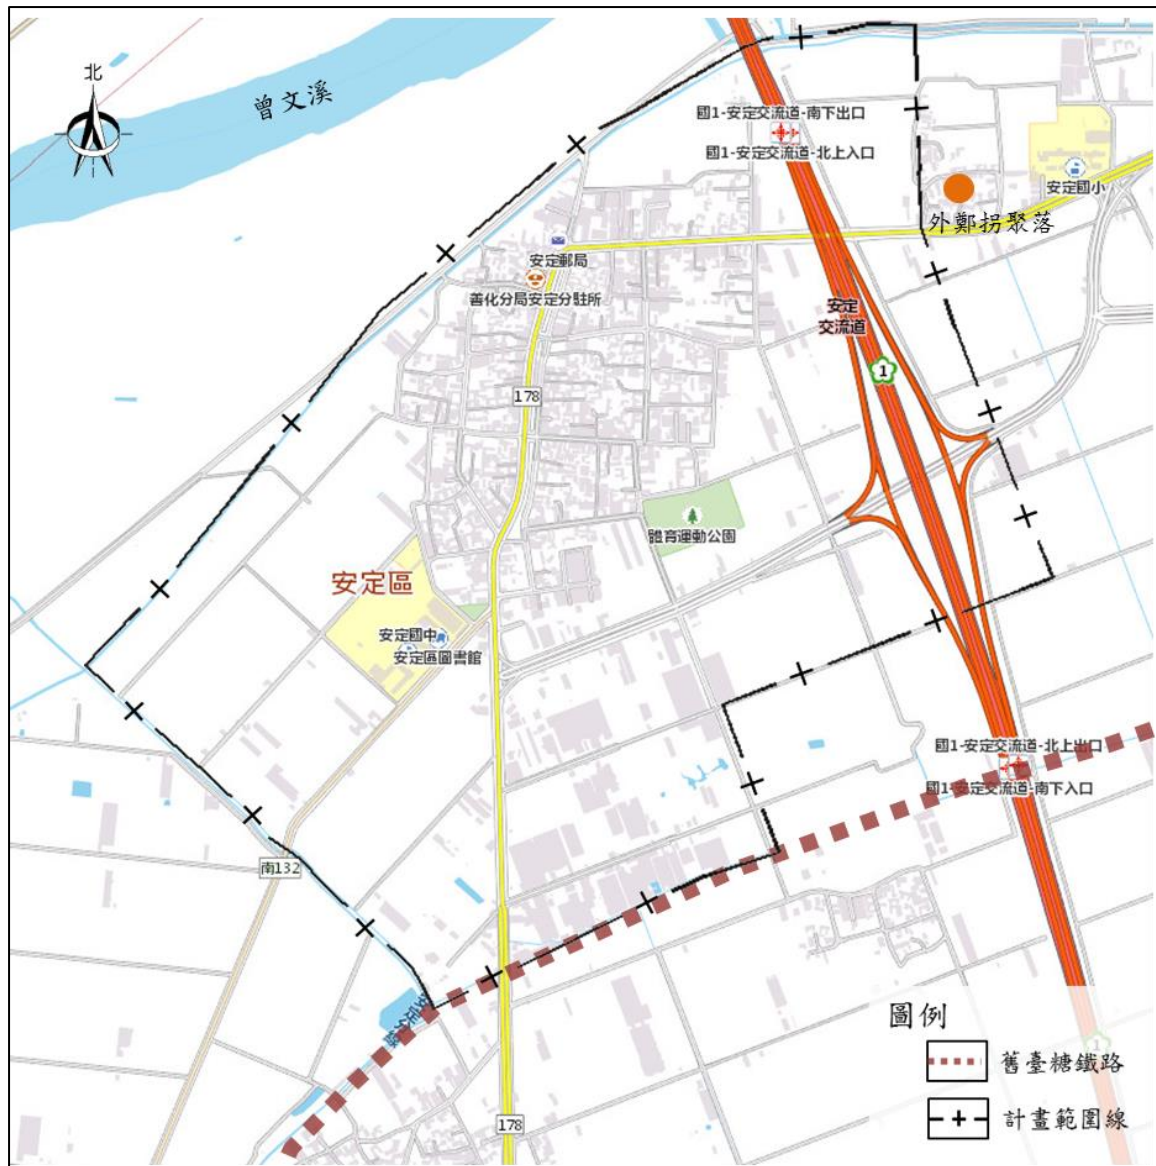 北
曾文溪
國1-安定交流道-南下出口
國1-安定交流道-北上入口
安定國小
外鄭拐聚落
安定郵局
善化分局安定分駐所
安定
交流道
1
178
體育運動公園
安定區
安定國中
安定區圖書館
國1-安定交流道-北上出口
國1-安定交流道-南下入口
南132
圖例
舊臺糖鐵路
1
計畫範圍線
178